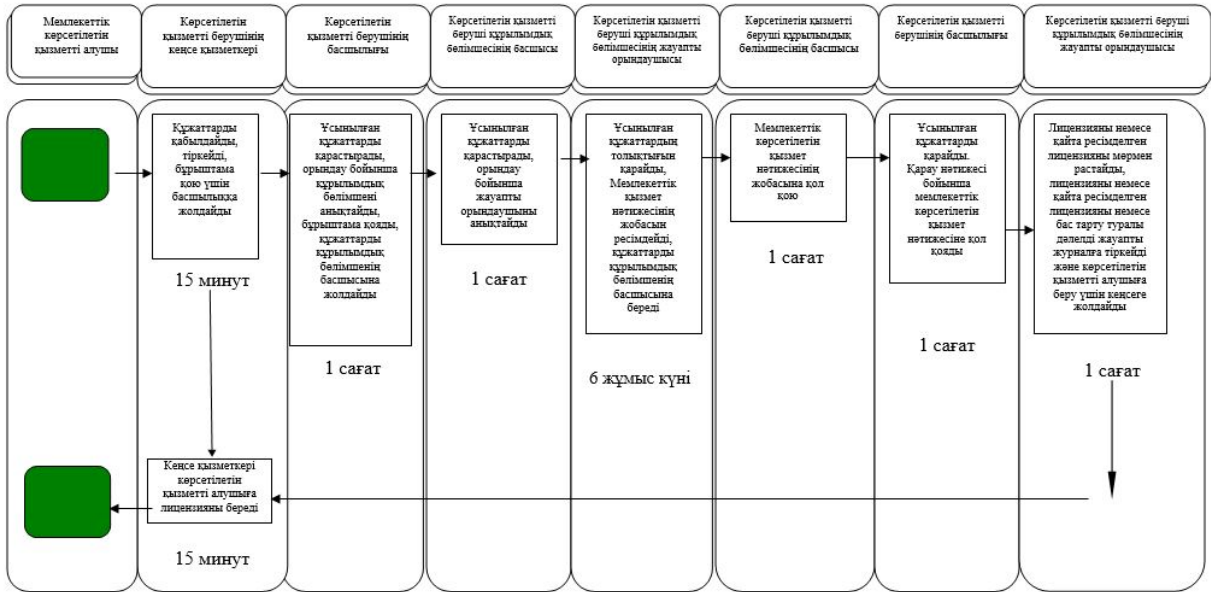 Мемлекеттік
көрсетілетін
қызметті алушы
Көрсетілетін
қызметті берушінің
кеңсе қызметкері
Көрсетілетін
қызметті берушінің
басшылығы
Көрсетілетін қызметті
беруші құрылымдық
бөлімшесінің басшысы
Көрсетілетін қызметті
беруші құрылымдық
бөлімшесінің жауапты
орындаушысы
Көрсетілетін қызметті
беруші құрылымдық
бөлімшесінің басшысы
Көрсетілетін қызметті
берушінің басшылығы
Көрсетілетін қызметті беруші
құрылымдық бөлімшесінің
жауапты орындаушысы
Құжаттарды
қабылдайды,
тіркейді,
бұрыштама
қою үшін
басшылыққа
жолдайды
15 минут
Ұсынылған
құжаттарды
қарастырады,
орындау бойынша
құрылымдық
бөлімшені
анықтайды,
бұрыштама қояды,
құжаттарды
құрылымдық
бөлімшенің
басшысына
жолдайды
1 сағат
Ұсынылған
құжаттарды
қарастырады,
орындау
бойынша
жауапты
орындаушыны
анықтайды
1 сағат
Ұсынылған
құжаттардың
толықтығын
қарайды,
Мемлекеттік
қызмет
нәтижесінің
жобасын
ресімдейді,
құжаттарды
құрылымдық
бөлімшенің
басшысына
береді
6 жұмыс күні
Мемлекеттік
көрсетілетін
қызмет
нәтижесінің
жобасына қол
қою
1 сағат
Ұсынылған
құжаттарды
қарайды.
Қарау нәтижесі
бойынша
мемлекеттік
көрсетілетін
қызмет
нәтижесіне қол
қояды
1 сағат
Лицензияны немесе
қайта ресімделген
лицензияны мөрмен
растайды,
лицензияны немесе
қайта ресімделген
лицензияны немесе
бас тарту туралы
дәлелді жауапты
журналға тіркейді
және көрсетілетін
қызметті алушыға
беру үшін кеңсеге
жолдайды
1 сағат
Кеңсе қызметкері
көрсетілетін
қызметті алушыға
лицензияны береді
15 минут